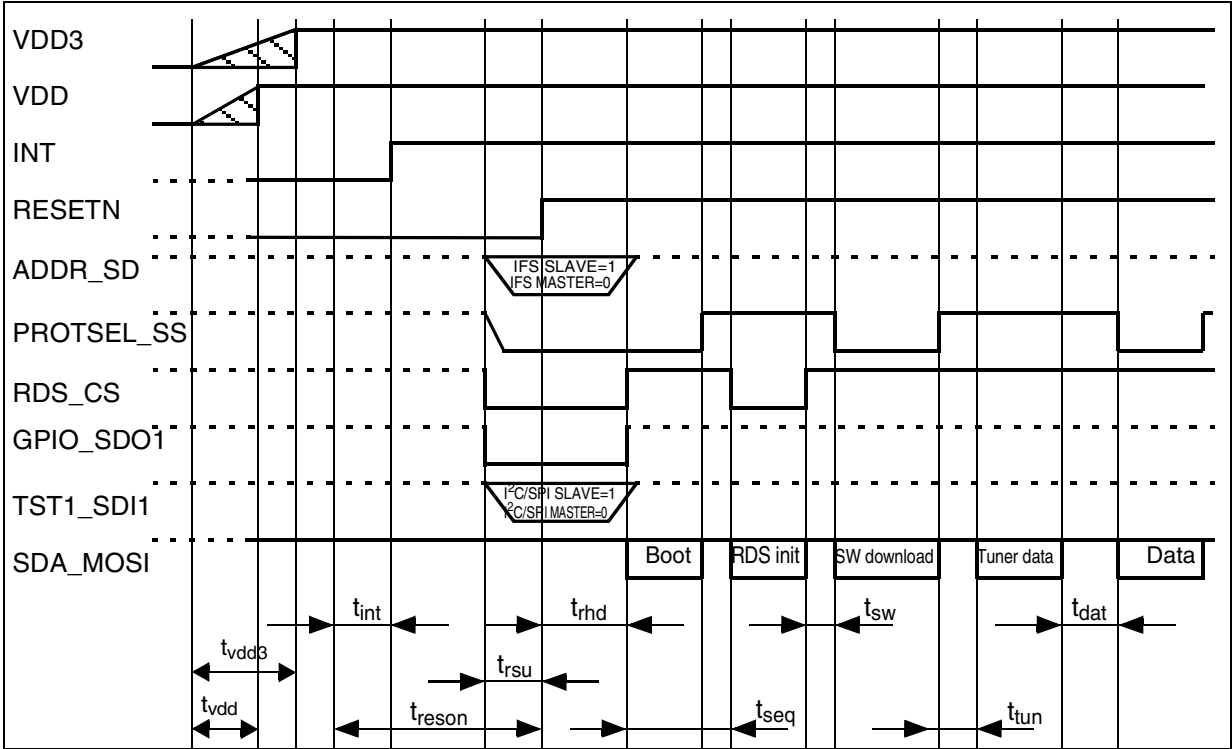 VDD3
VDD
INT
RESETN
ADDR_SD
IFS SLAVE=1
IFS MASTER=0
PROTSEL_SS
RDS_CS
GPIO_SDO1
TST1_SDI1
I²C/SPI SLAVE=1
I²C/SPI MASTER=0
SDA_MOSI
Boot
RDS init
SW download
Tuner data
Data
tint
trhd
tsw
tdat
tvdd3
trsu
tvdd
treson
tseq
ttun